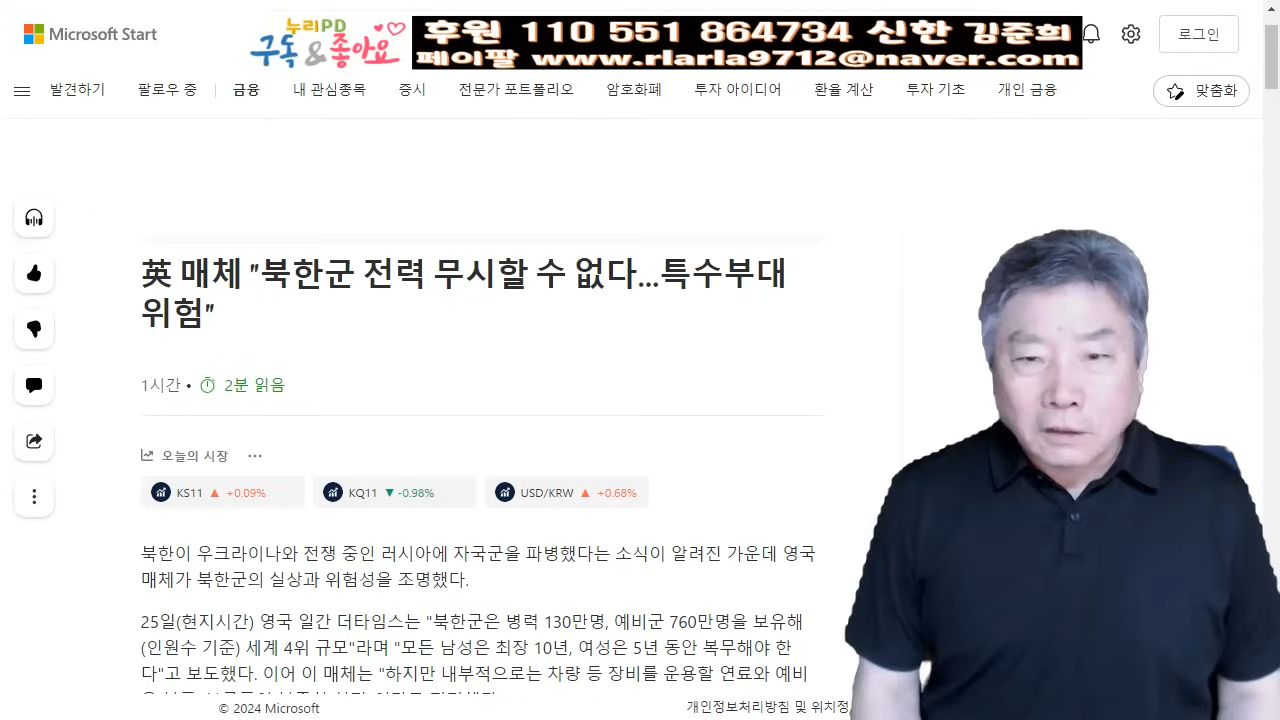 Microsoft Start
누리PD
구독&좋아요
후원 110 551 864734 신한 김준희
페이팔 www.rlarla9712@naver.com
로그인
발견하기 팔로우 중 금융 내 관심종목 증시 전문가 포트폴리오 암호화폐 투자 아이디어 환율 계산 투자 기초 개인 금융
맞춤화
英 매체 "북한군 전력 무시할 수 없다...특수부대
위험"
1시간 • 2분 읽음
오늘의 시장 ...
KS11 ▲ +0.09% KQ11 ▼ -0.98% USD/KRW ▲ +0.68%
북한이 우크라이나와 전쟁 중인 러시아에 자국군을 파병했다는 소식이 알려진 가운데 영국
매체가 북한군의 실상과 위험성을 조명했다.
25일(현지시간) 영국 일간 더타임스는 "북한군은 병력 130만명, 예비군 760만명을 보유해
(인원수 기준) 세계 4위 규모"라며 "모든 남성은 최장 10년, 여성은 5년 동안 복무해야 한
다"고 보도했다. 이어 이 매체는 "하지만 내부적으로는 차량 등 장비를 운용할 연료와 예비
© 2024 Microsoft
개인정보처리방침 및 위치정